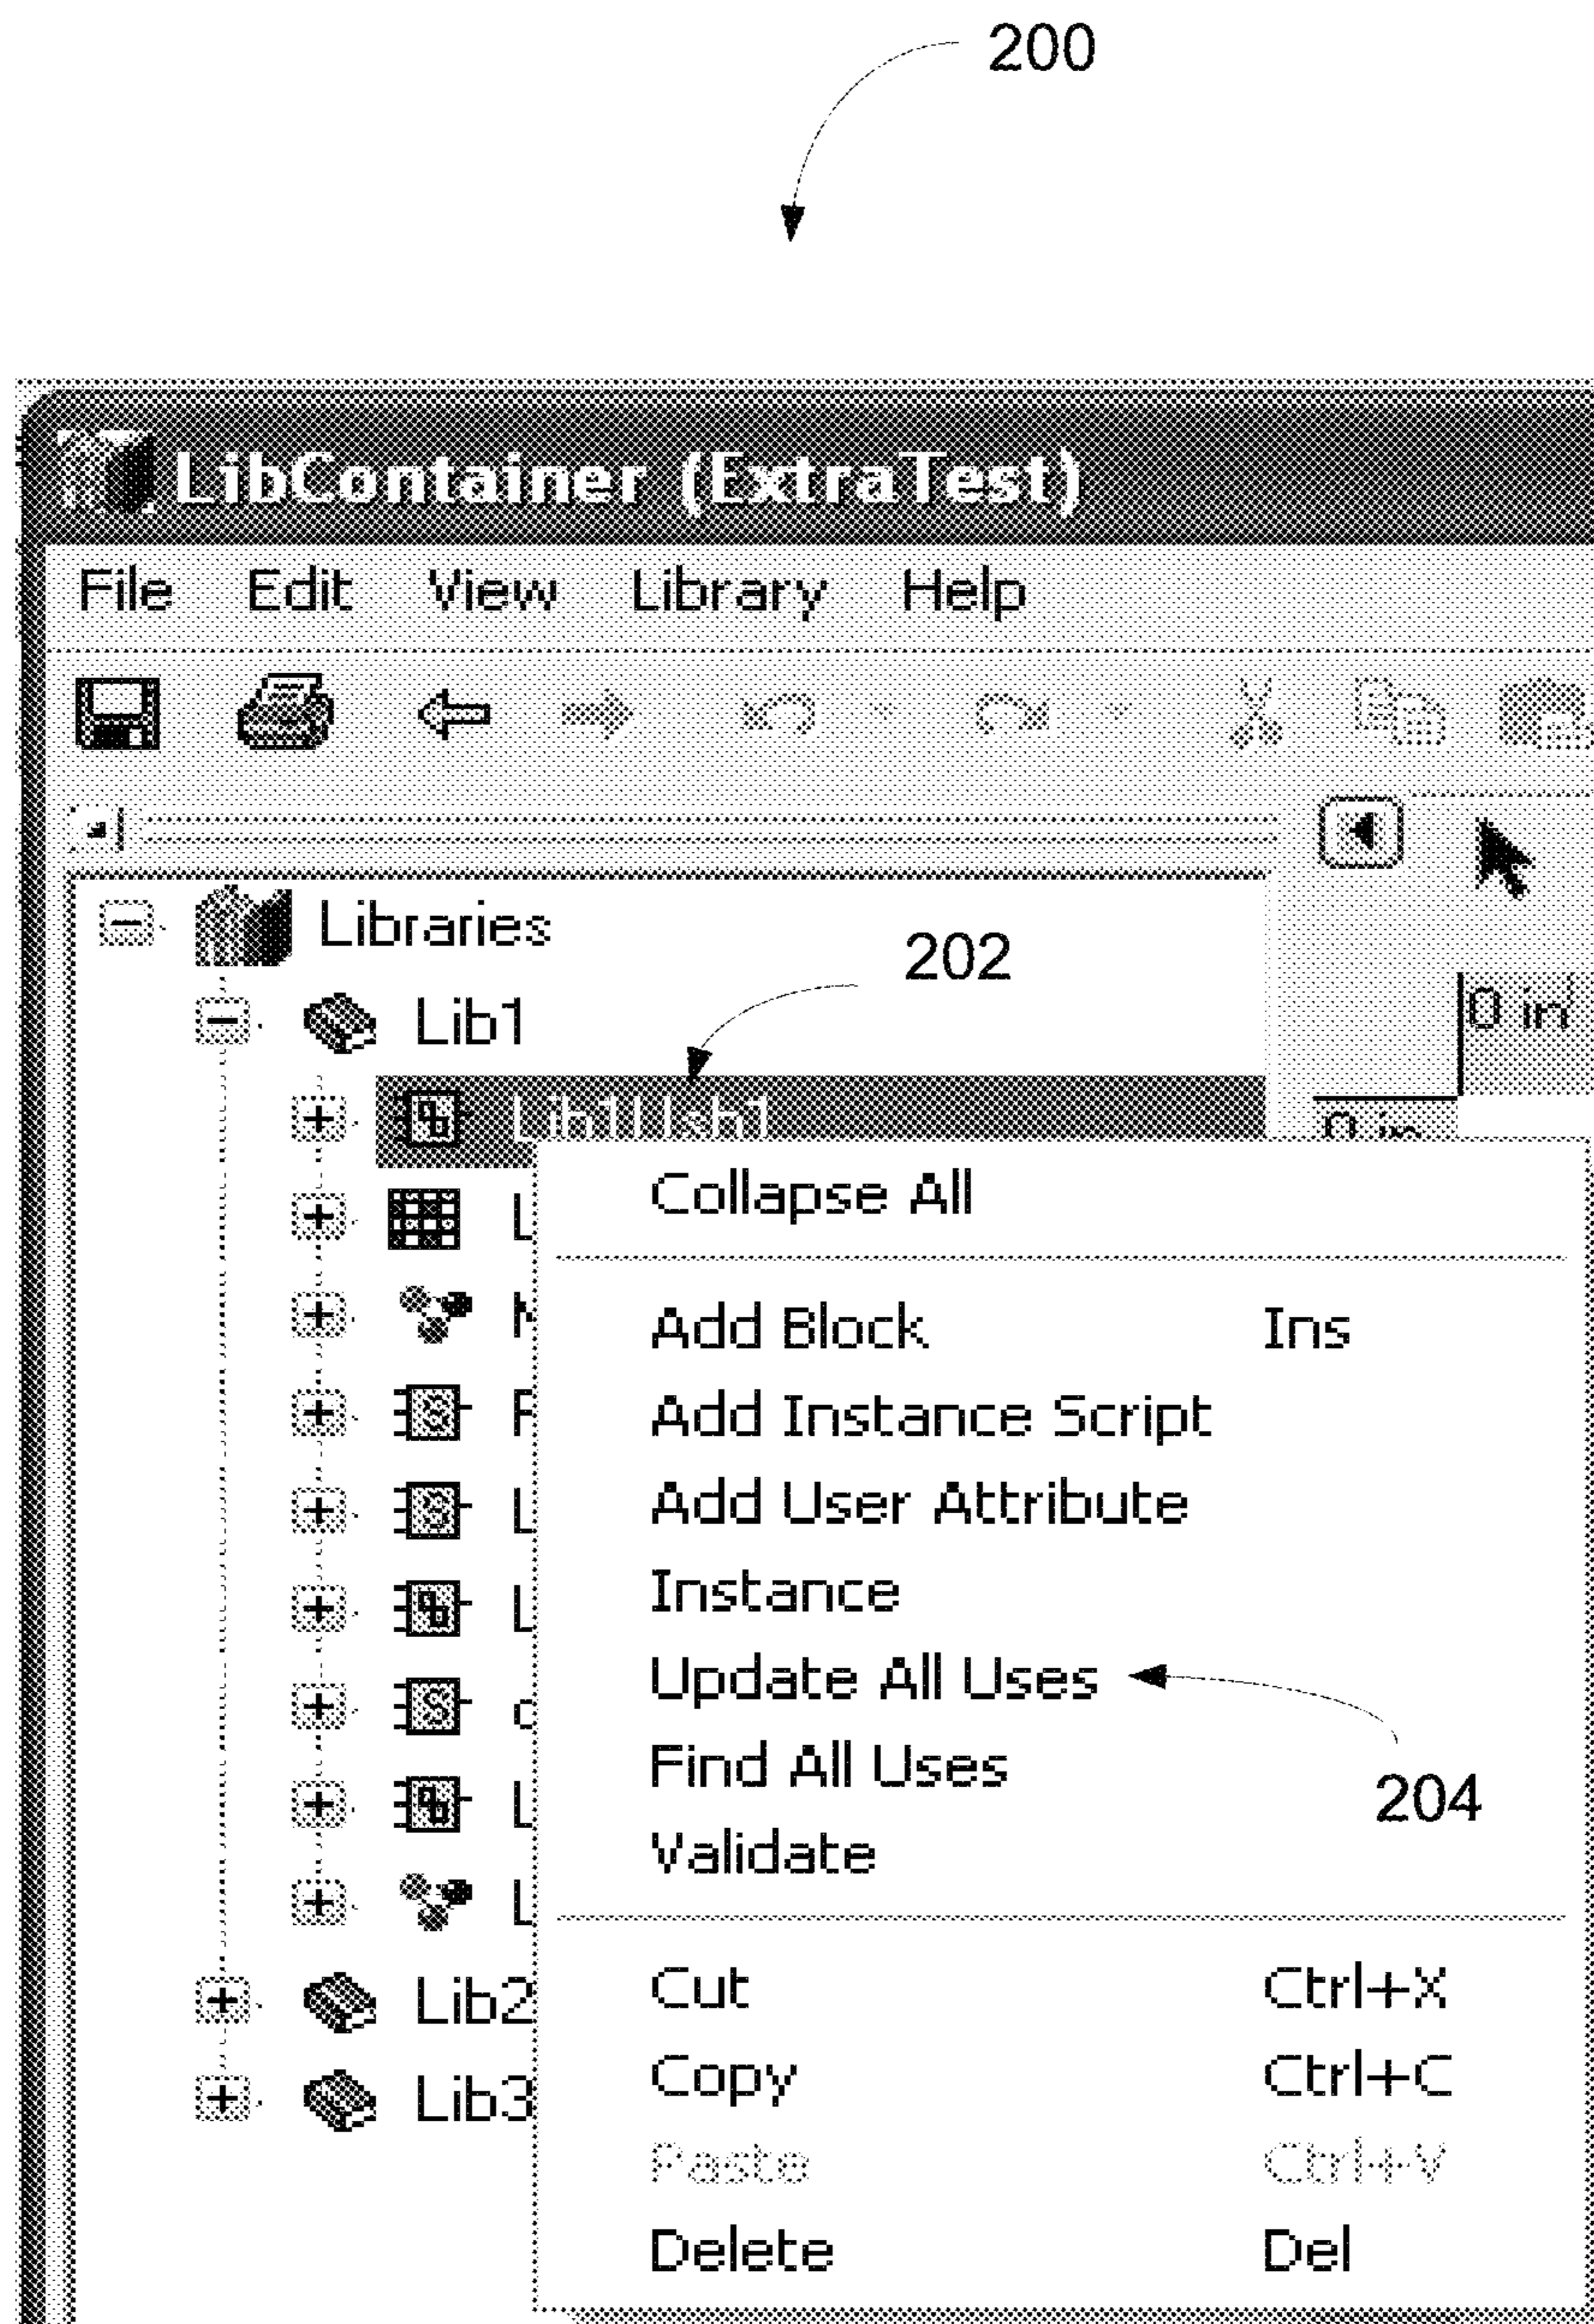 200
LibContainer (ExtraTest)
File Edit View Library Help
Libraries
202
Lib1
0 in
0 in
Collapse All
L
Add Block Ins
Add Instance Script
Add User Attribute
L
Instance
L
Update All Uses
Find All Uses
204
L
Validate
L
Lib2
Cut Ctrl+X
Copy Ctrl+C
Lib3
Paste Ctrl+V
Delete Del